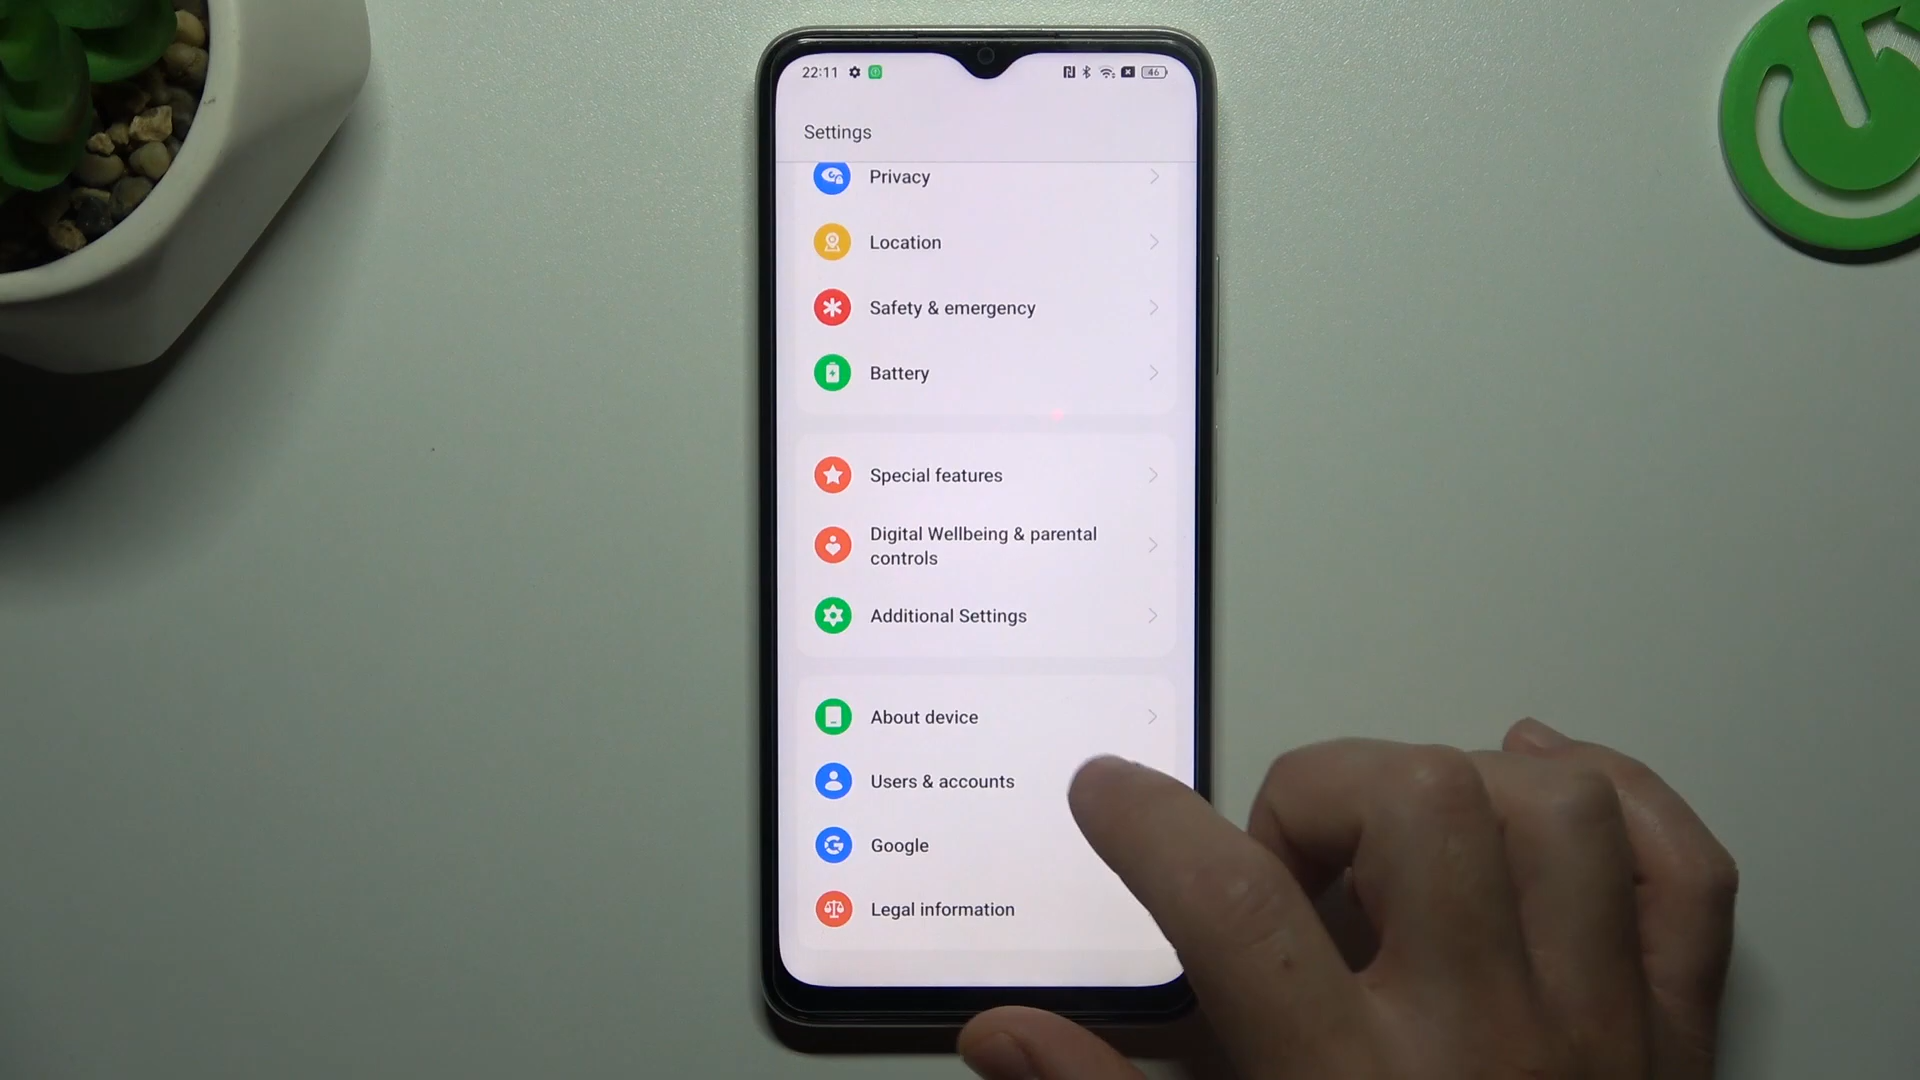 22:11
46
Settings
Privacy
Location
Safety & emergency
Battery
Special features
Digital Wellbeing & parental
controls
Additional Settings
About device
Users & accounts
Google
Legal information